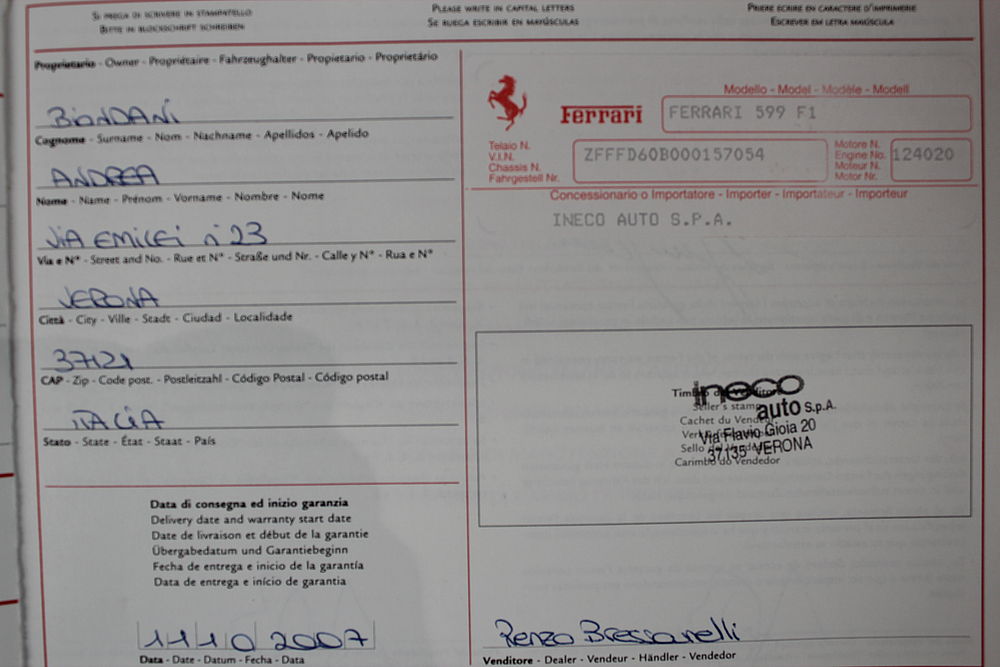 SI PREGA DI SCRIVERE IN STAMPATELLO
BITTE IN BLOCKSCHRIFT SCHREIBEN
PLEASE WRITE IN CAPITAL LETTERS
SE RUEGA ESCRIBIR EN MAYÚSCULAS
PRIERE ECRIRE EN CARACTERE D'IMPRIMERIE
ESCREVER EM LETRA MAIÚSCULA
Proprietario - Owner - Propriétaire - Fahrzeughalter - Propietario - Proprietário
BIONDANI
Cognome - Surname - Nom - Nachname - Apellidos - Apelido
ANDREA
Nome - Name - Prénom - Vorname - Nombre - Nome
VIA EMILEI n°23
Via e N° - Street and No. - Rue et N° - Straße und Nr. - Calle y N° - Rua e N°
VERONA
Città - City - Ville - Stadt - Ciudad - Localidade
37121
CAP - Zip - Code post. - Postleitzahl - Código Postal - Código postal
ITALIA
Stato - State - État - Staat - País
Data di consegna ed inizio garanzia
Delivery date and warranty start date
Date de livraison et début de la garantie
Übergabedatum und Garantiebeginn
Fecha de entrega e inicio de la garantía
Data de entrega e início de garantia
11 10 2007
Data - Date - Datum - Fecha - Data
Ferrari
Modello - Model - Modèle - Modell
FERRARI 599 F1
Telaio N.
V.I.N.
Chassis N.
Fahrgestell Nr.
ZFFFD60B000157054
Motore N.
Engine No.
Moteur N.
Motor Nr.
124020
Concessionario o Importatore - Importer - Importateur - Importeur
INECO AUTO S.P.A.
ineco
auto S.p.A.
Via Flavio Gioia 20
37135 VERONA
Seller's stamp
Cachet du Vendeur
Sello del Vendedor
Carimbo do Vendedor
Renzo Bressanelli
Venditore - Dealer - Vendeur - Händler - Vendedor